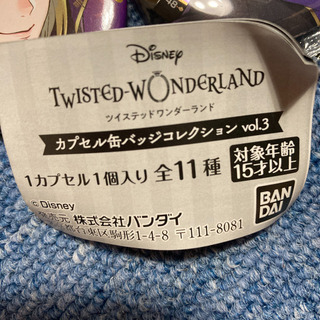 Disney
TWISTED-WONDERLAND
ツイステッドワンダーランド
カプセル缶バッジコレクション vol.3
1カプセル1個入り 全11種
対象年齢
15才以上
© Disney
発売元 株式会社バンダイ
台東区駒形1-4-8 〒111-8081
BAN
DAI